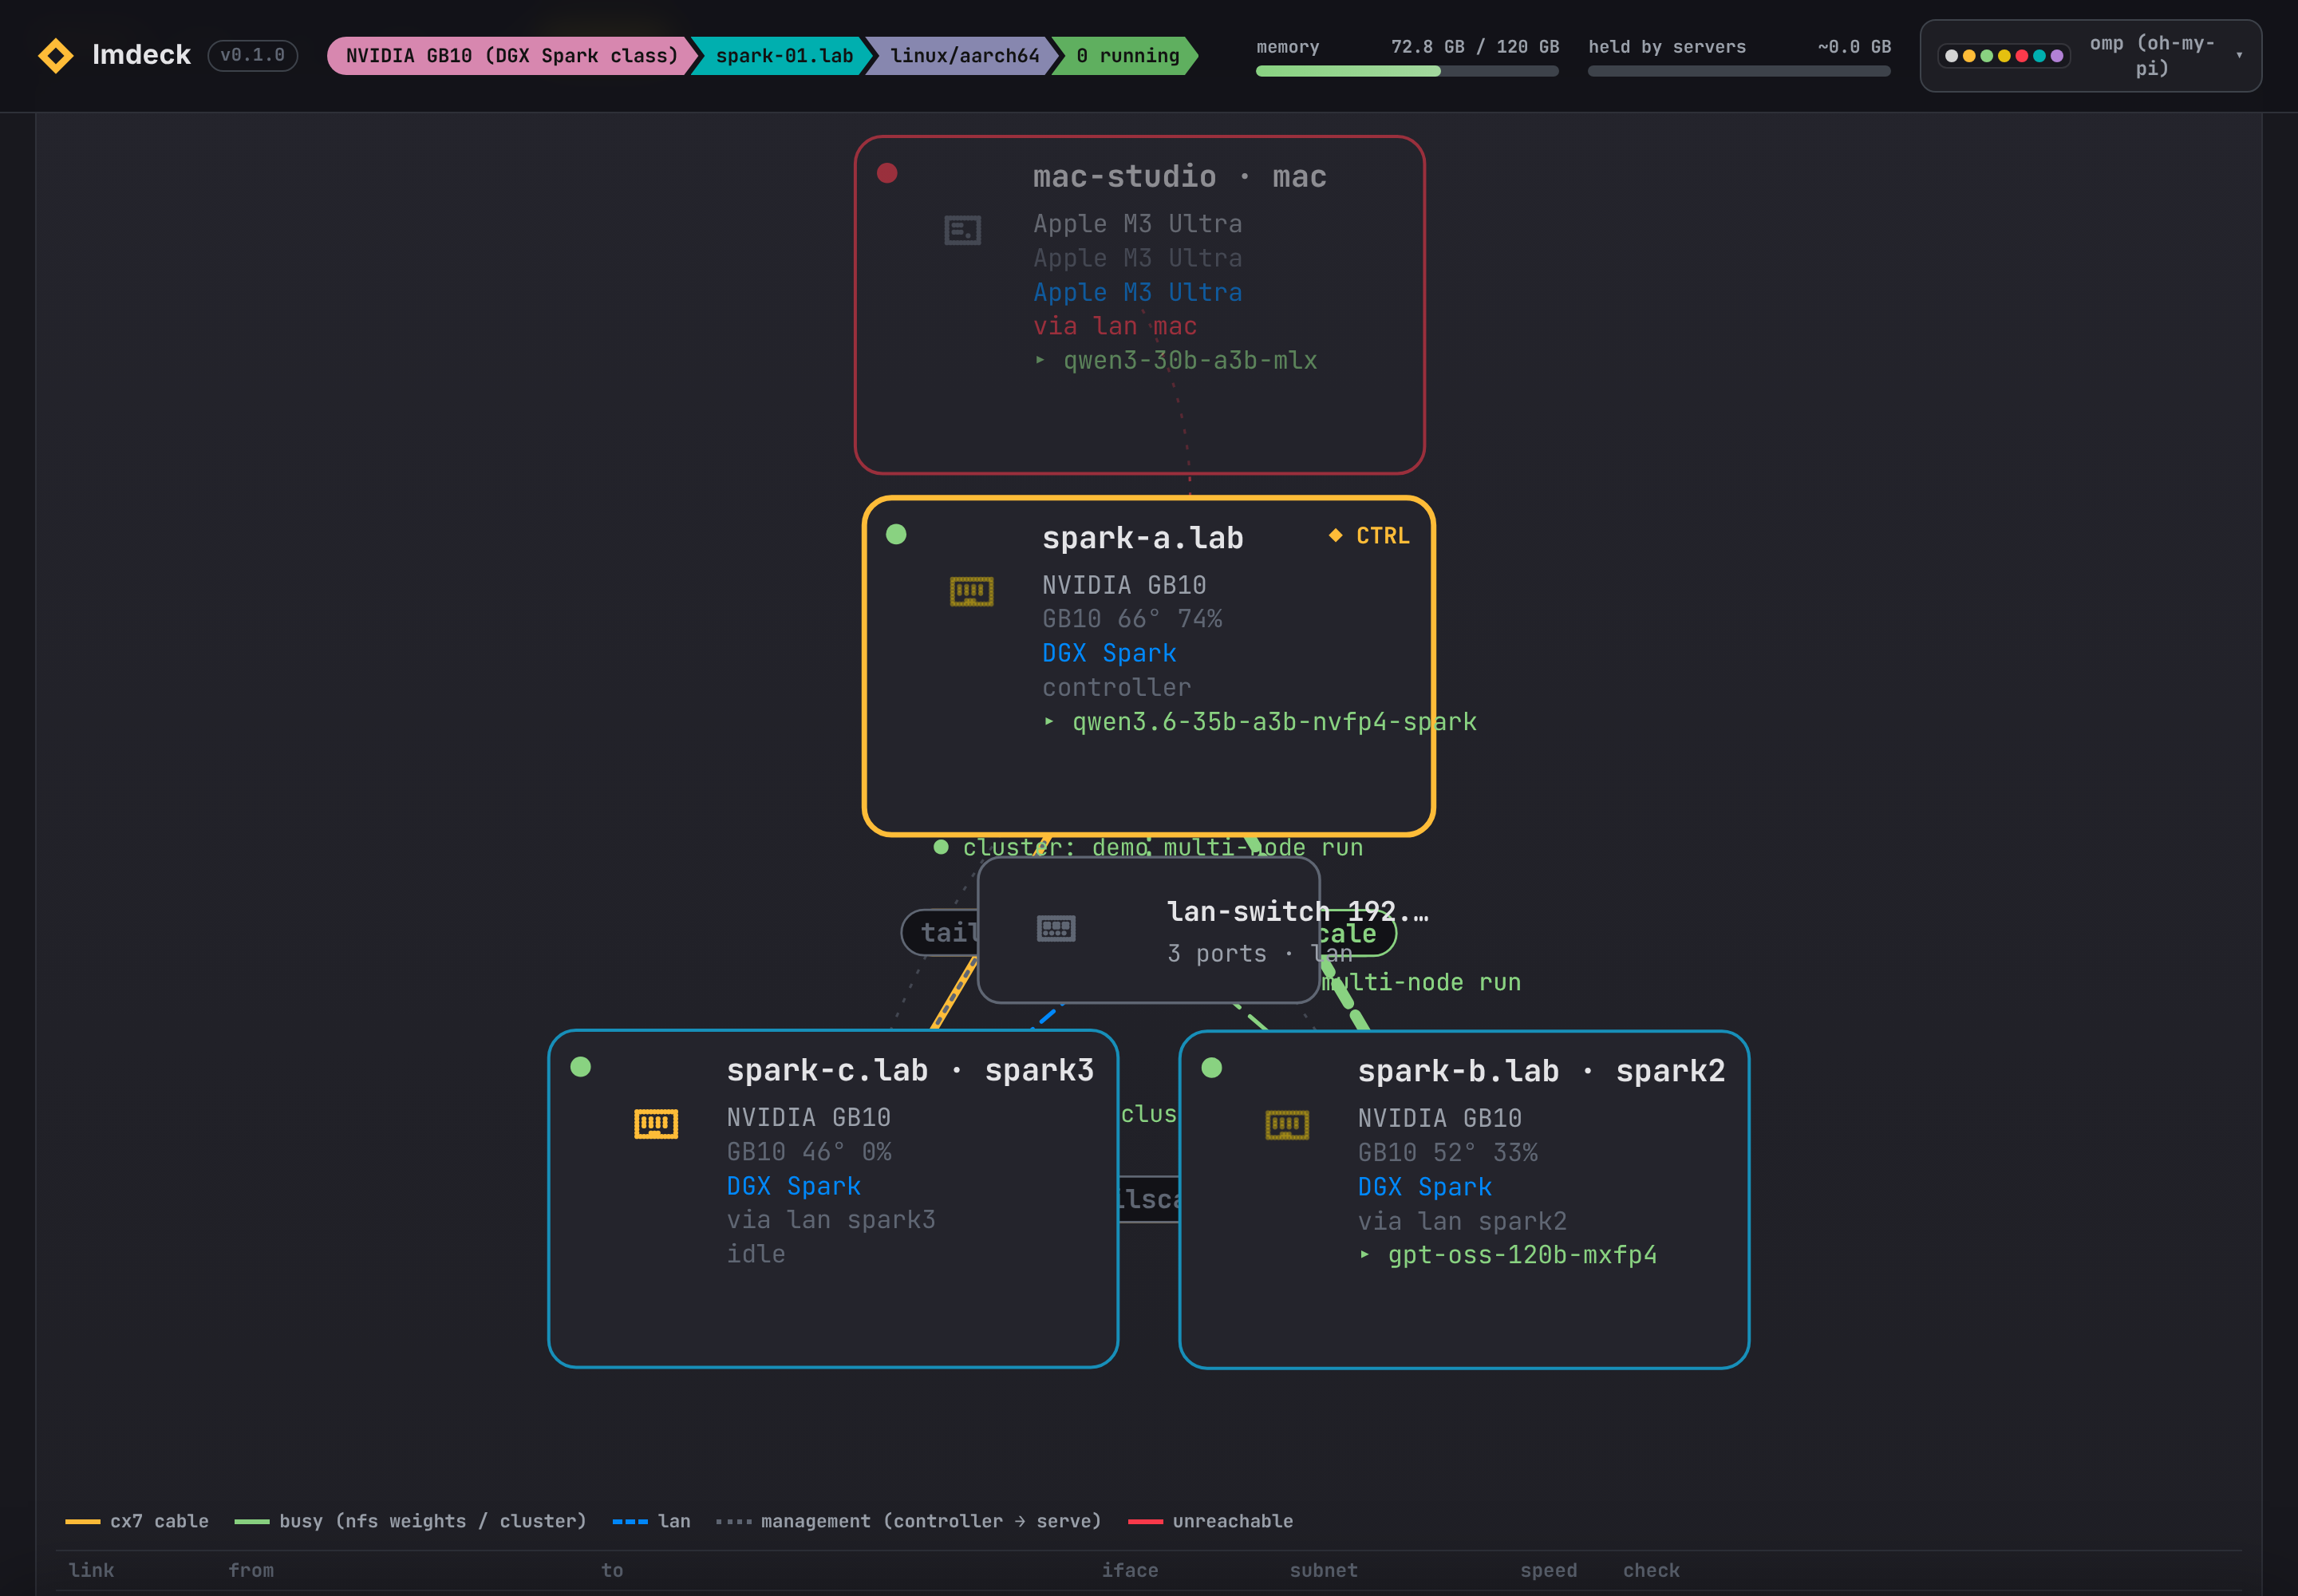 lmdeck
v0.1.0
NVIDIA GB10 (DGX Spark class)
spark-01.lab
linux/aarch64
0 running
memory 72.8 GB / 120 GB
held by servers ~0.0 GB
omp (oh-my-
pi)
mac-studio · mac
Apple M3 Ultra
Apple M3 Ultra
Apple M3 Ultra
via lan mac
▸ qwen3-30b-a3b-mlx
spark-a.lab
◆ CTRL
NVIDIA GB10
GB10 66° 74%
DGX Spark
controller
▸ qwen3.6-35b-a3b-nvfp4-spark
cluster: demo multi-node run
lan-switch 192.…
3 ports · lan
multi-node run
spark-c.lab · spark3
NVIDIA GB10
GB10 46° 0%
DGX Spark
via lan spark3
idle
spark-b.lab · spark2
NVIDIA GB10
GB10 52° 33%
DGX Spark
via lan spark2
▸ gpt-oss-120b-mxfp4
cx7 cable
busy (nfs weights / cluster)
lan
management (controller → serve)
unreachable
link from to iface subnet speed check